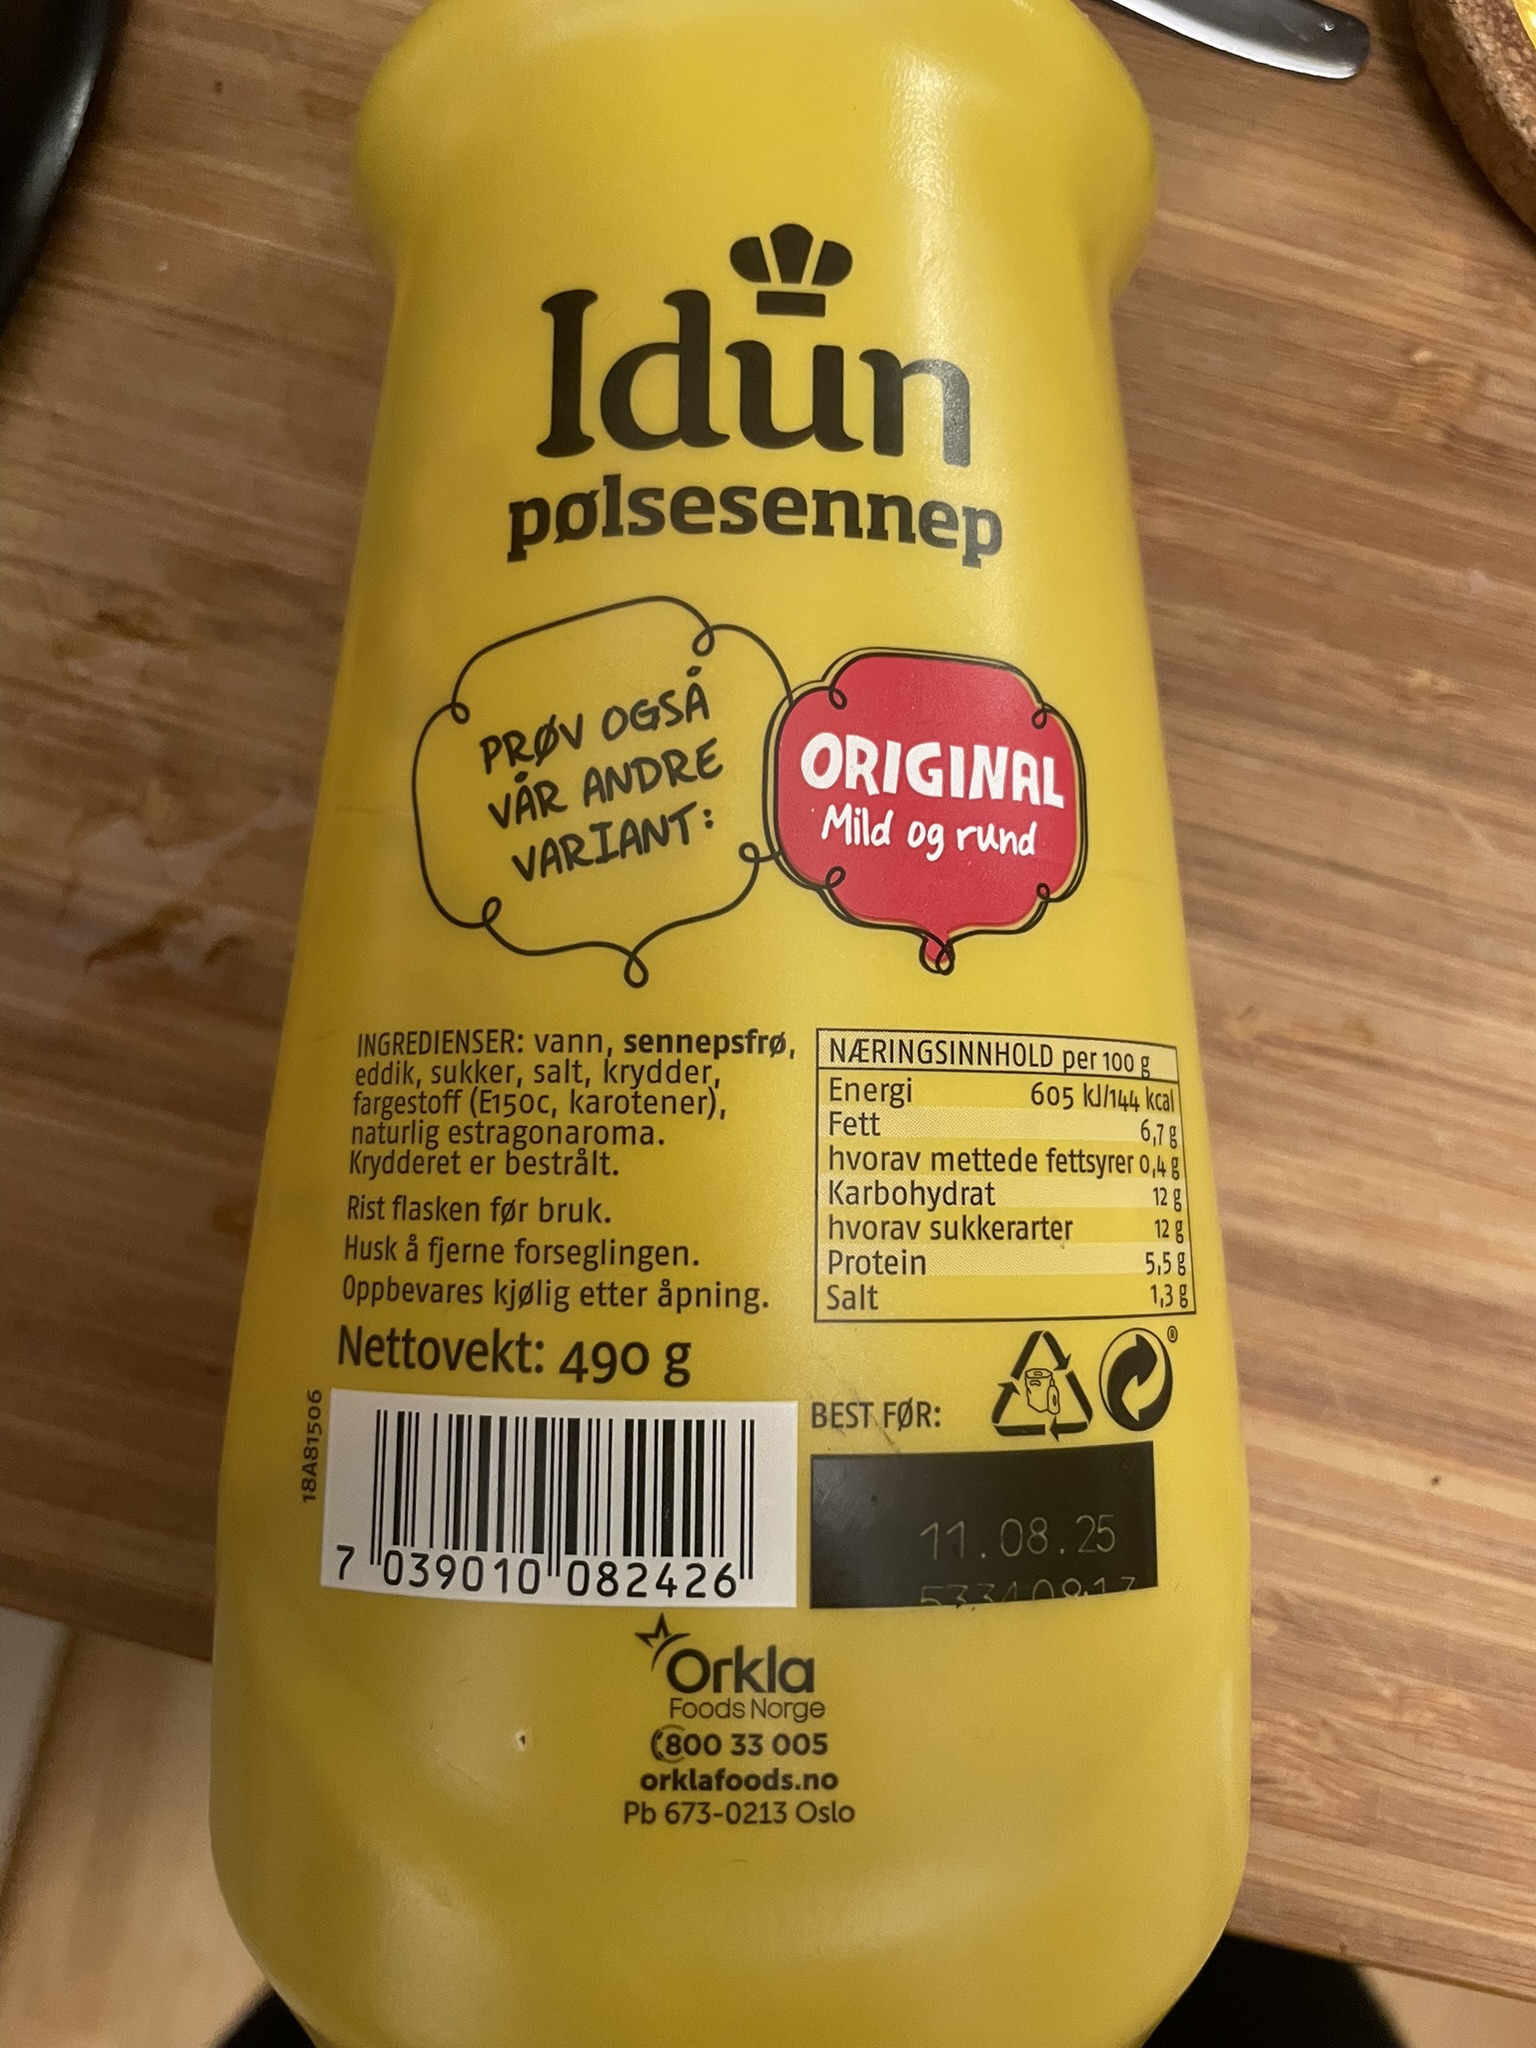 Idun
pølsesennep
PRØV OGSÅ
VÅR ANDRE
VARIANT:
ORIGINAL
Mild og rund
INGREDIENSER: vann, sennepsfrø,
eddik, sukker, salt, krydder,
fargestoff (E150c, karotener),
naturlig estragonaroma.
Krydderet er bestrålt.
Rist flasken før bruk.
Husk å fjerne forseglingen.
Oppbevares kjølig etter åpning.
Nettovekt: 490 g
NÆRINGSINNHOLD per 100 g
Energi 605 kJ/144 kcal
Fett 6,7 g
hvorav mettede fettsyrer 0,4 g
Karbohydrat 12 g
hvorav sukkerarter 12 g
Protein 5,5 g
Salt 1,3 g
®
18A81506
7 039010 082426
BEST FØR:
11.08.25
Orkla
Foods Norge
800 33 005
orklafoods.no
Pb 673-0213 Oslo